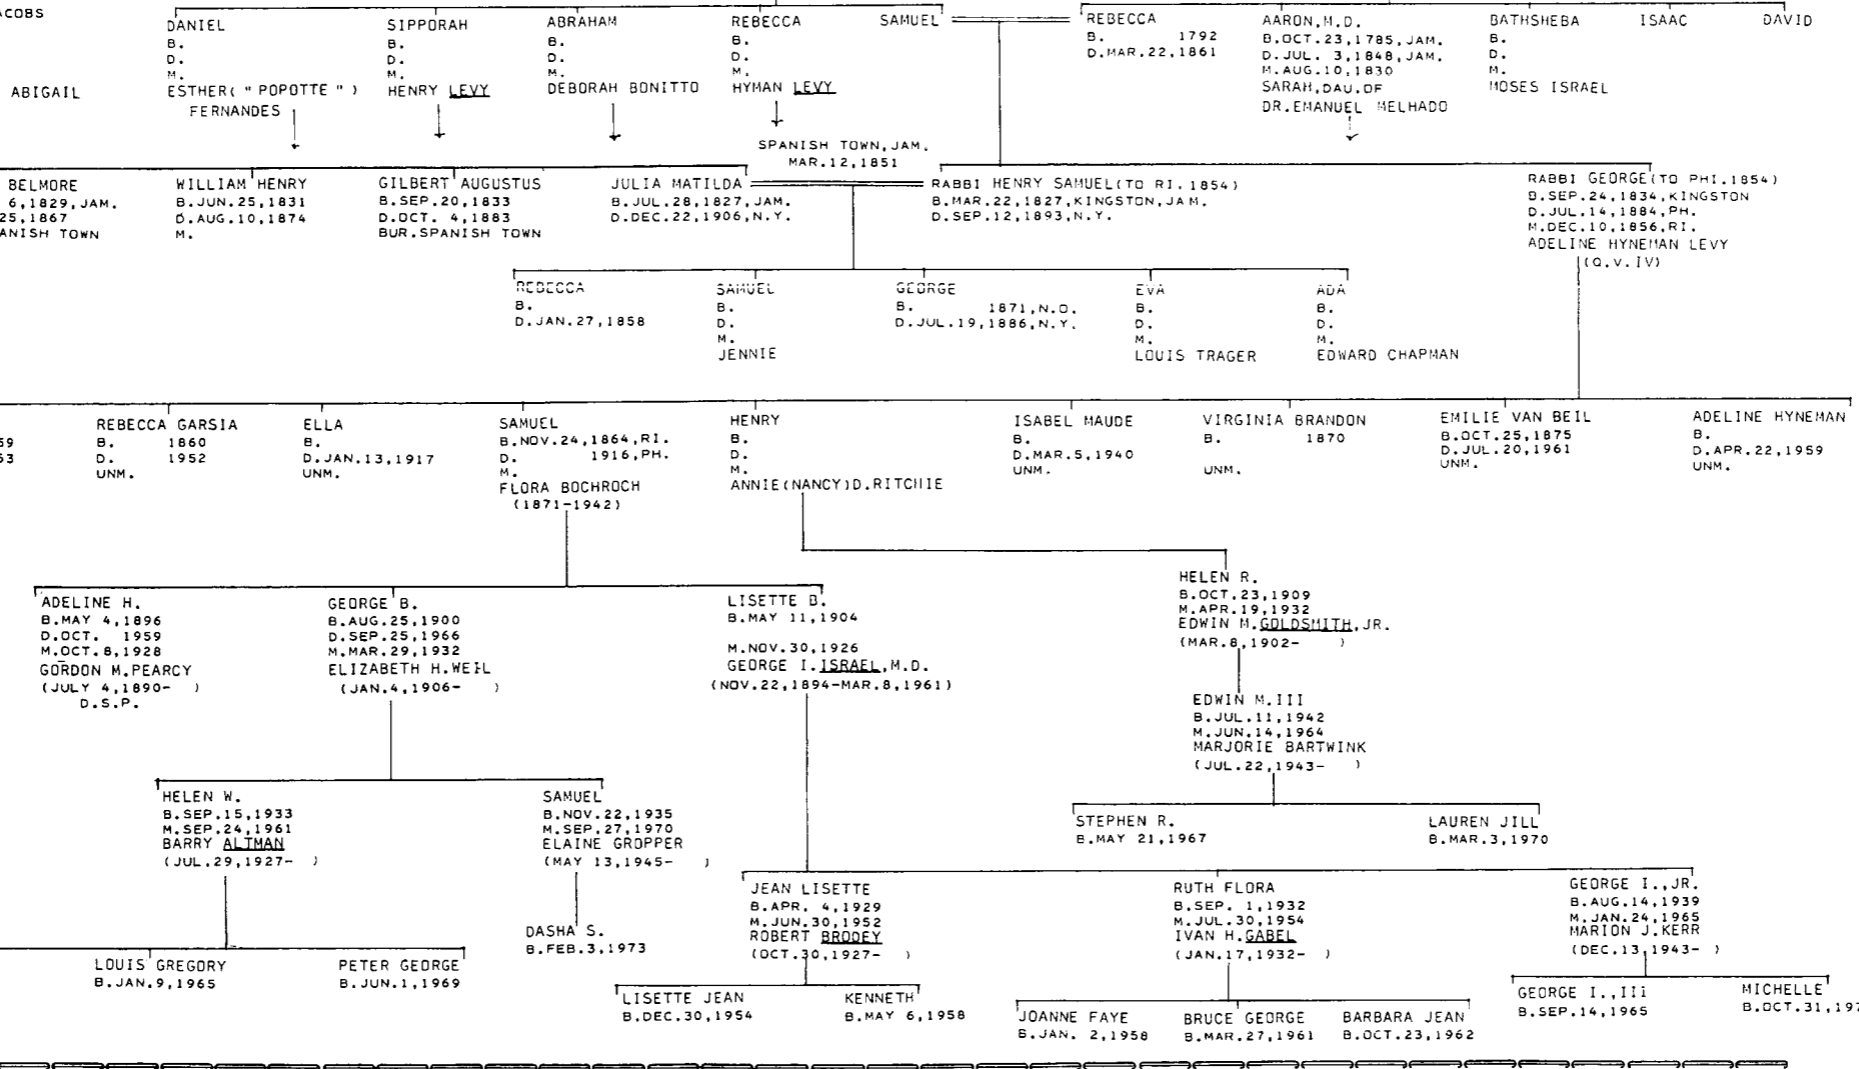 ACOBS
ABIGAIL
DANIEL
B.
D.
M.
ESTHER( " POPOTTE " )
FERNANDES
SIPPORAH
B.
D.
M.
HENRY LEVY
ABRAHAM
B.
D.
M.
DEBORAH BONITTO
REBECCA
B.
D.
M.
HYMAN LEVY
SAMUEL
REBECCA
B. 1792
D.MAR.22,1861
AARON,M.D.
B.OCT.23,1785,JAM.
D.JUL. 3,1848,JAM.
M.AUG.10,1830
SARAH,DAU.OF
DR.EMANUEL MELHADO
BATHSHEBA
B.
D.
M.
MOSES ISRAEL
ISAAC
DAVID
SPANISH TOWN,JAM.
MAR.12,1851
BELMORE
6,1829,JAM.
25,1867
ANISH TOWN
WILLIAM HENRY
B.JUN.25,1831
D.AUG.10,1874
M.
GILBERT AUGUSTUS
B.SEP.20,1833
D.OCT. 4,1883
BUR.SPANISH TOWN
JULIA MATILDA
B.JUL.28,1827,JAM.
D.DEC.22,1906,N.Y.
RABBI HENRY SAMUEL(TO RI.1854)
B.MAR.22,1827,KINGSTON,JAM.
D.SEP.12,1893,N.Y.
RABBI GEORGE(TO PHI.1854)
B.SEP.24,1834,KINGSTON
D.JUL.14,1884,PH.
M.DEC.10,1856,RI.
ADELINE HYNEMAN LEVY
(Q.V.IV)
REBECCA
B.
D.JAN.27,1858
SAMUEL
B.
D.
M.
JENNIE
GEORGE
B. 1871,N.O.
D.JUL.19,1886,N.Y.
EVA
B.
D.
M.
LOUIS TRAGER
ADA
B.
D.
M.
EDWARD CHAPMAN
59
53
REBECCA GARSIA
B. 1860
D. 1952
UNM.
ELLA
B.
D.JAN.13,1917
UNM.
SAMUEL
B.NOV.24,1864,RI.
D. 1916,PH.
M.
FLORA BOCHROCH
(1871-1942)
HENRY
B.
D.
M.
ANNIE(NANCY)D.RITCHIE
ISABEL MAUDE
B.
D.MAR.5,1940
UNM.
VIRGINIA BRANDON
B. 1870
UNM.
EMILIE VAN BEIL
B.OCT.25,1875
D.JUL.20,1961
UNM.
ADELINE HYNEMAN
B.
D.APR.22,1959
UNM.
ADELINE H.
B.MAY 4,1896
D.OCT. 1959
M.OCT.8,1928
GORDON M.PEARCY
(JULY 4,1890- )
D.S.P.
GEORGE B.
B.AUG.25,1900
D.SEP.25,1966
M.MAR.29,1932
ELIZABETH H.WEIL
(JAN.4,1906- )
LISETTE B.
B.MAY 11,1904
M.NOV.30,1926
GEORGE I.ISRAEL,M.D.
(NOV.22,1894-MAR.8,1961)
HELEN R.
B.OCT.23,1909
M.APR.19,1932
EDWIN M.GOLDSMITH,JR.
(MAR.8,1902- )
EDWIN M.III
B.JUL.11,1942
M.JUN.14,1964
MARJORIE BARTWINK
(JUL.22,1943- )
HELEN W.
B.SEP.15,1933
M.SEP.24,1961
BARRY ALTMAN
(JUL.29,1927- )
SAMUEL
B.NOV.22,1935
M.SEP.27,1970
ELAINE GROPPER
(MAY 13,1945- )
STEPHEN R.
B.MAY 21,1967
LAUREN JILL
B.MAR.3,1970
JEAN LISETTE
B.APR. 4,1929
M.JUN.30,1952
ROBERT BRODEY
(OCT.30,1927- )
RUTH FLORA
B.SEP. 1,1932
M.JUL.30,1954
IVAN H.GABEL
(JAN.17,1932- )
GEORGE I.,JR.
B.AUG.14,1939
M.JAN.24,1965
MARION J.KERR
(DEC.13,1943- )
DASHA S.
B.FEB.3,1973
LOUIS GREGORY
B.JAN.9,1965
PETER GEORGE
B.JUN.1,1969
LISETTE JEAN
B.DEC.30,1954
KENNETH
B.MAY 6,1958
JOANNE FAYE
B.JAN. 2,1958
BRUCE GEORGE
B.MAR.27,1961
BARBARA JEAN
B.OCT.23,1962
GEORGE I.,III
B.SEP.14,1965
MICHELLE
B.OCT.31,197